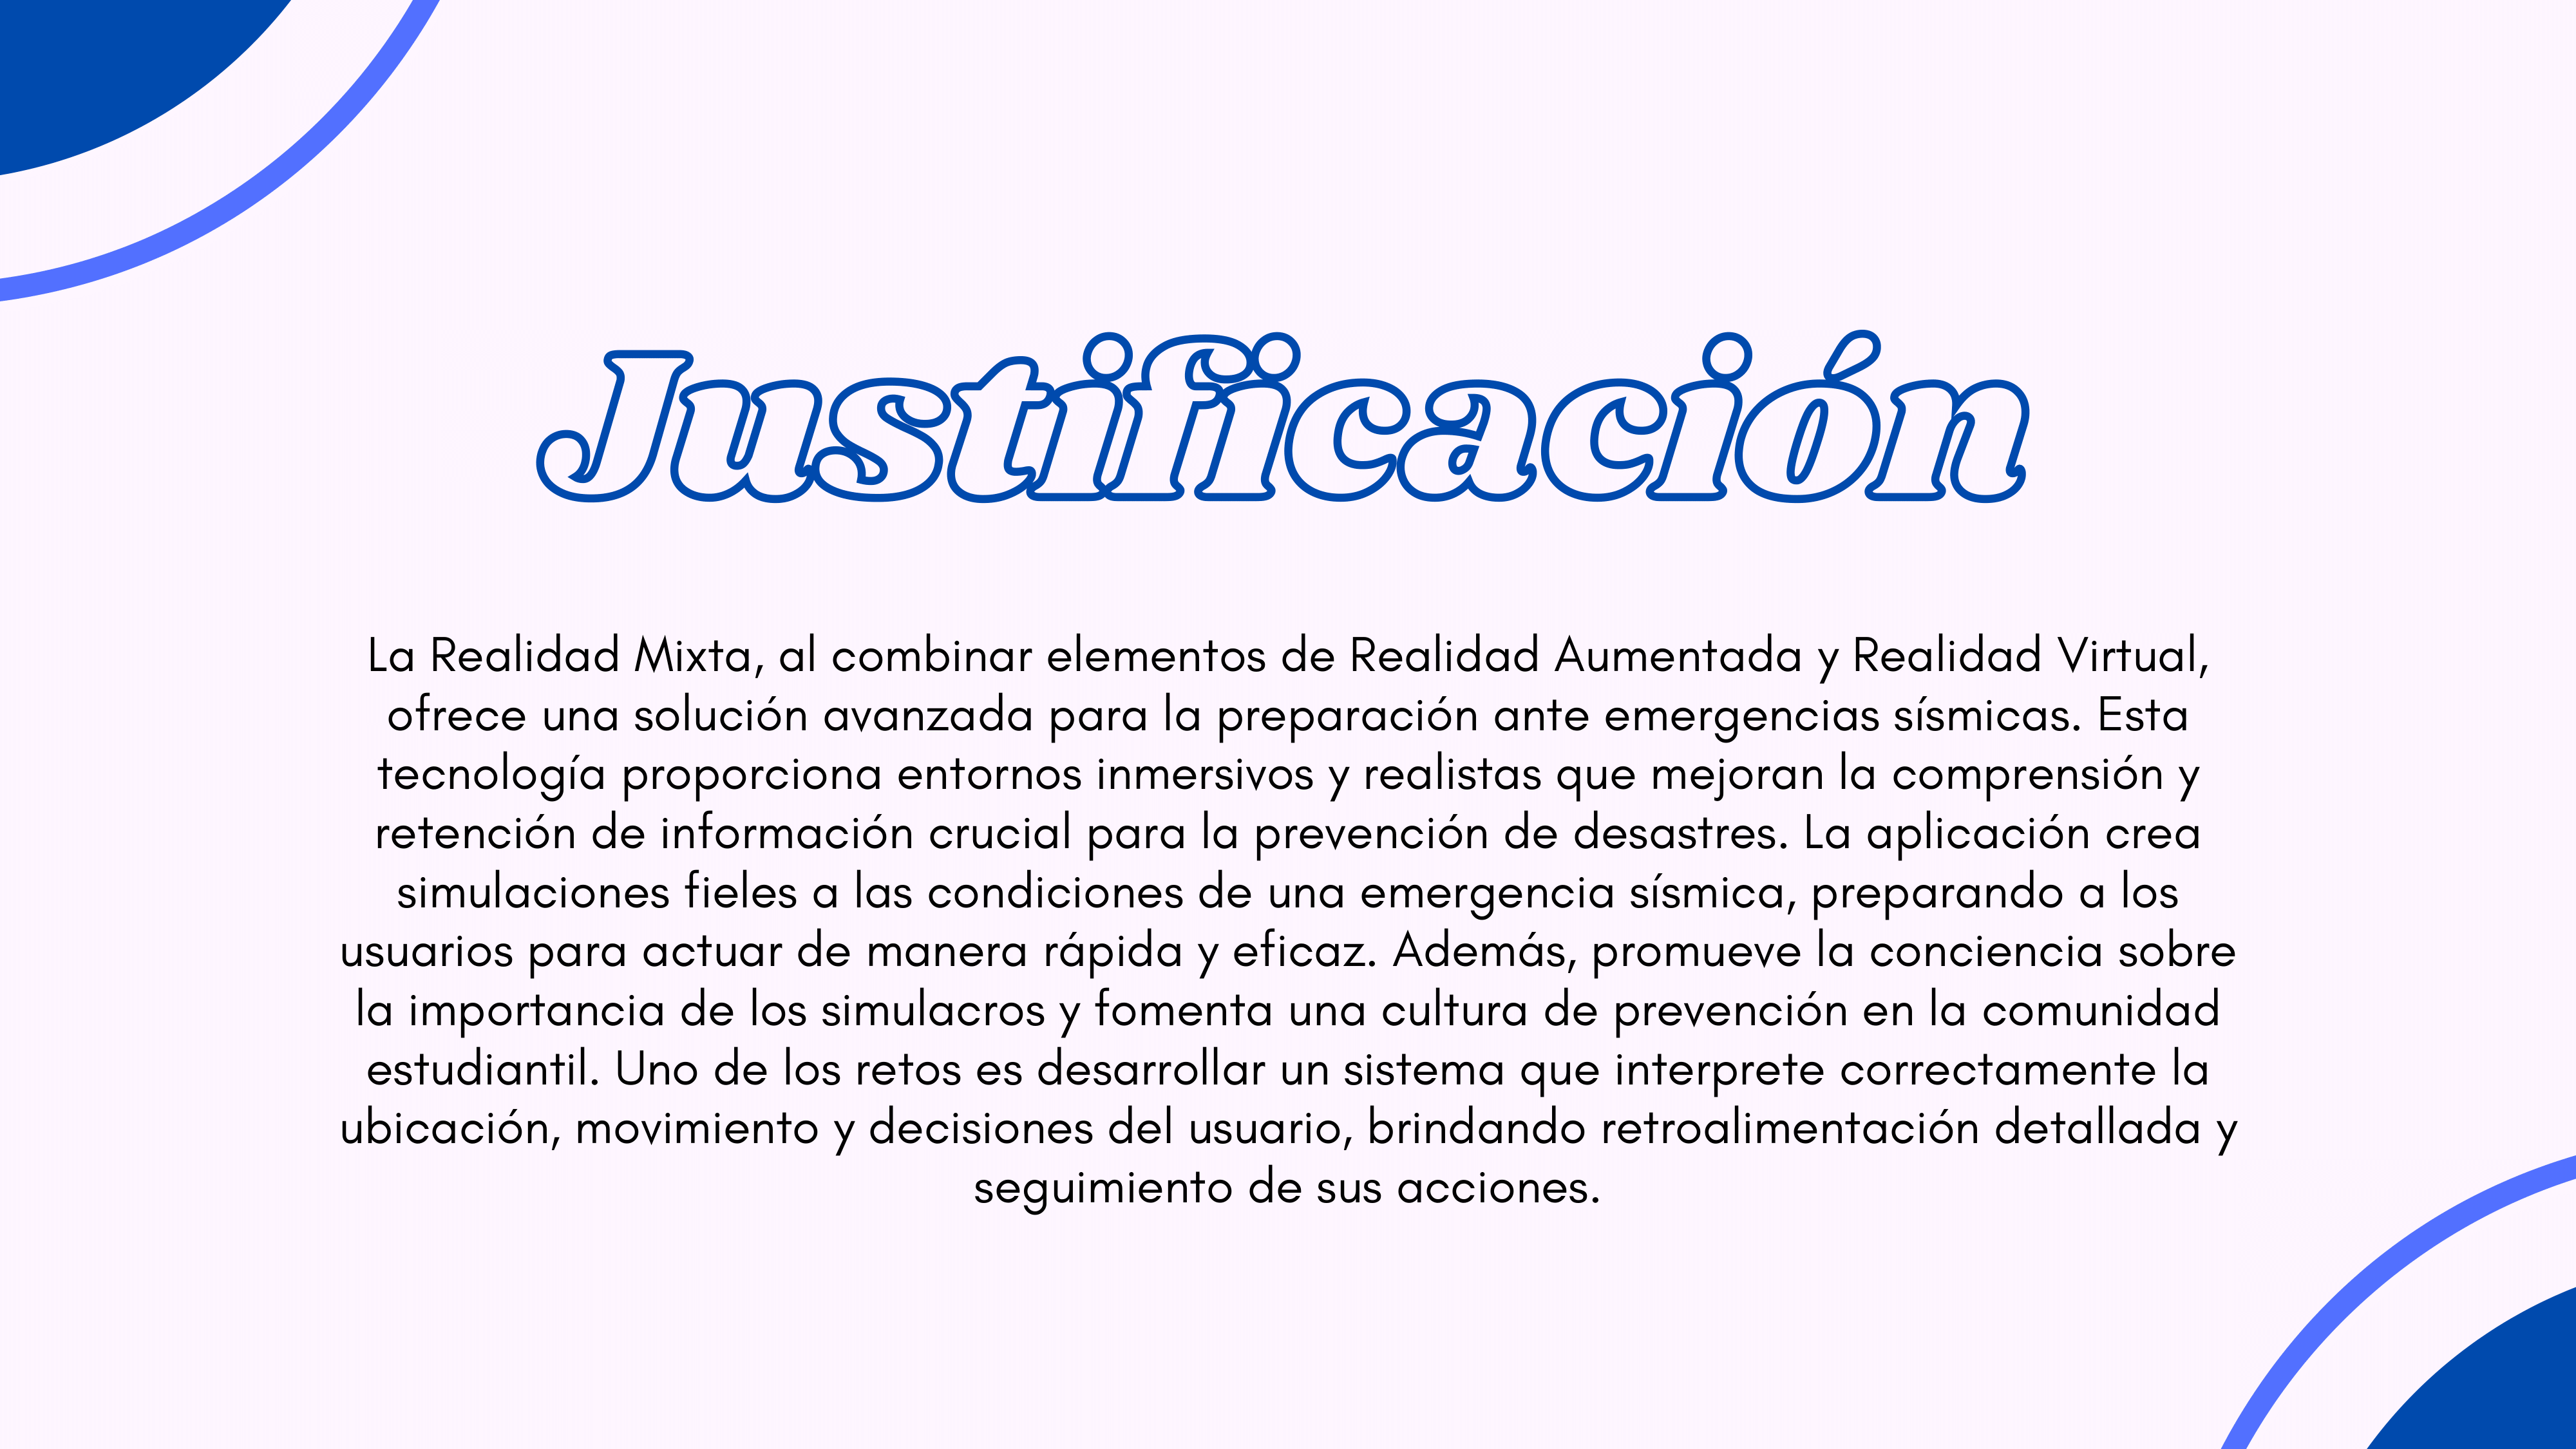 Justificación
La Realidad Mixta, al combinar elementos de Realidad Aumentada y Realidad Virtual,
ofrece una solución avanzada para la preparación ante emergencias sísmicas. Esta
tecnología proporciona entornos inmersivos y realistas que mejoran la comprensión y
retención de información crucial para la prevención de desastres. La aplicación crea
simulaciones fieles a las condiciones de una emergencia sísmica, preparando a los
usuarios para actuar de manera rápida y eficaz. Además, promueve la conciencia sobre
la importancia de los simulacros y fomenta una cultura de prevención en la comunidad
estudiantil. Uno de los retos es desarrollar un sistema que interprete correctamente la
ubicación, movimiento y decisiones del usuario, brindando retroalimentación detallada y
seguimiento de sus acciones.